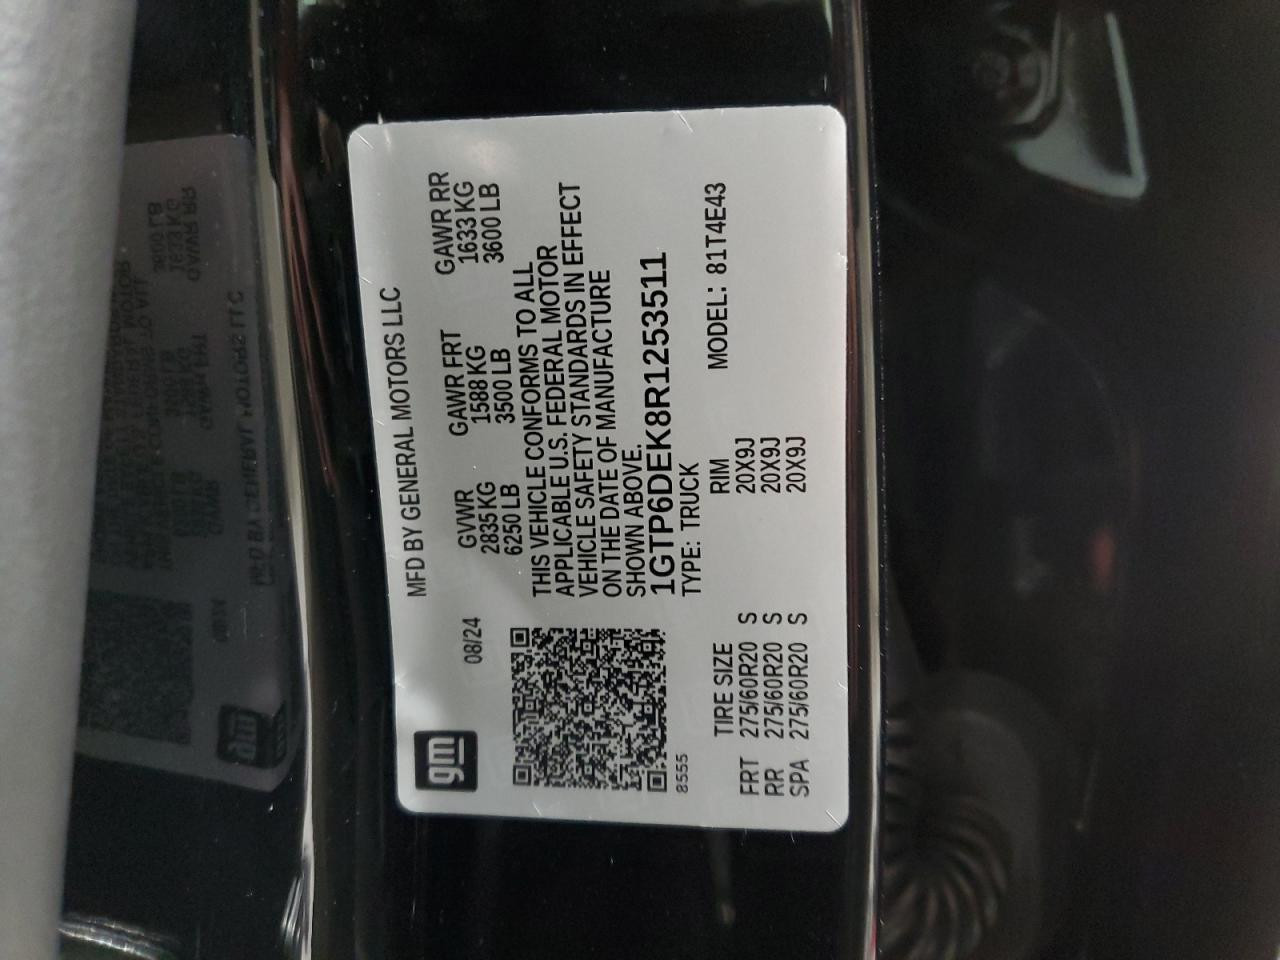 MFD BY GENERAL MOTORS LLC
gm
08/24
GVWR GAWR FRT GAWR RR
2835 KG 1588 KG 1633 KG
6250 LB 3500 LB 3600 LB
THIS VEHICLE CONFORMS TO ALL
APPLICABLE U.S. FEDERAL MOTOR
VEHICLE SAFETY STANDARDS IN EFFECT
ON THE DATE OF MANUFACTURE
SHOWN ABOVE.
1GTP6DEK8R1253511
8555
TYPE: TRUCK
TIRE SIZE RIM MODEL: 81T4E43
FRT 275/60R20 S 20X9J
RR 275/60R20 S 20X9J
SPA 275/60R20 S 20X9J